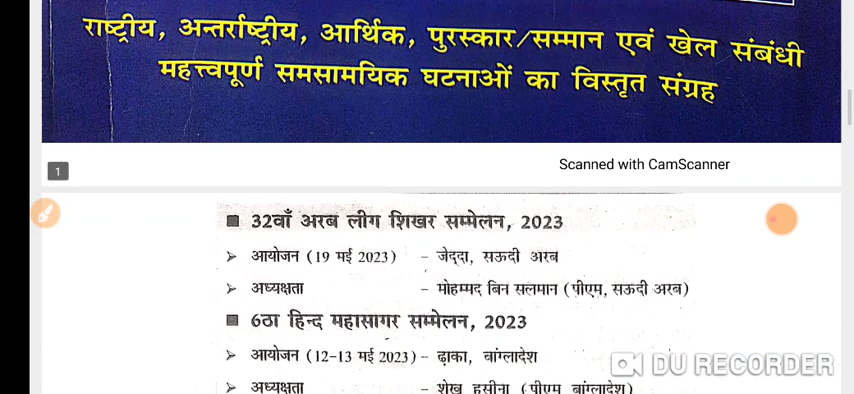 राष्ट्रीय, अन्तर्राष्ट्रीय, आर्थिक, पुरस्कार/सम्मान एवं खेल संबंधी
महत्त्वपूर्ण समसामयिक घटनाओं का विस्तृत संग्रह
Scanned with CamScanner
1
■ 32वाँ अरब लीग शिखर सम्मेलन, 2023
➢ आयोजन (19 मई 2023) - जेद्दा, सऊदी अरब
➢ अध्यक्षता - मोहम्मद बिन सलमान (पीएम, सऊदी अरब)
■ 6ठा हिन्द महासागर सम्मेलन, 2023
➢ आयोजन (12-13 मई 2023) - ढ़ाका, बांग्लादेश
DU RECORDER
➢ अध्यक्षता - शेख हसीना (पीएम बांग्लादेश)